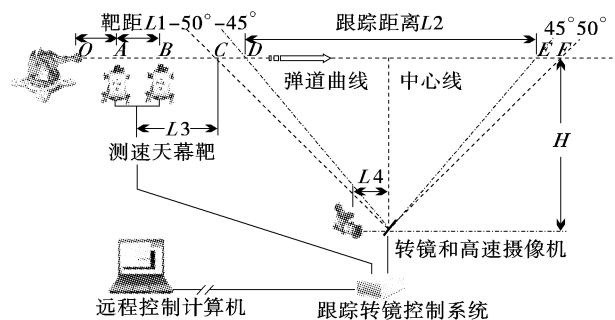 靶距L1 -50° -45° 跟踪距离L2 45°50°
O A B C D E F
弹道曲线 中心线
L3
H
测速天幕靶
L4
转镜和高速摄像机
远程控制计算机
跟踪转镜控制系统